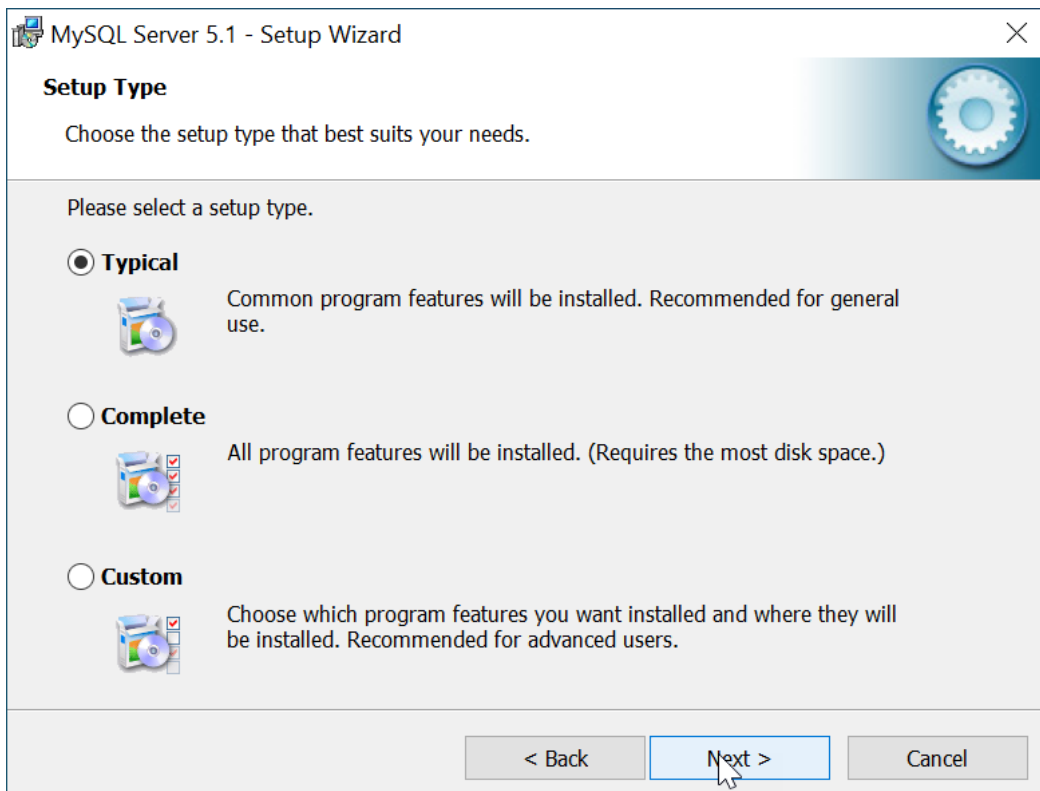 MySQL Server 5.1 - Setup Wizard
Setup Type
Choose the setup type that best suits your needs.
Please select a setup type.
Typical
Common program features will be installed. Recommended for general
use.
Complete
All program features will be installed. (Requires the most disk space.)
Custom
Choose which program features you want installed and where they will
be installed. Recommended for advanced users.
< Back
Next >
Cancel